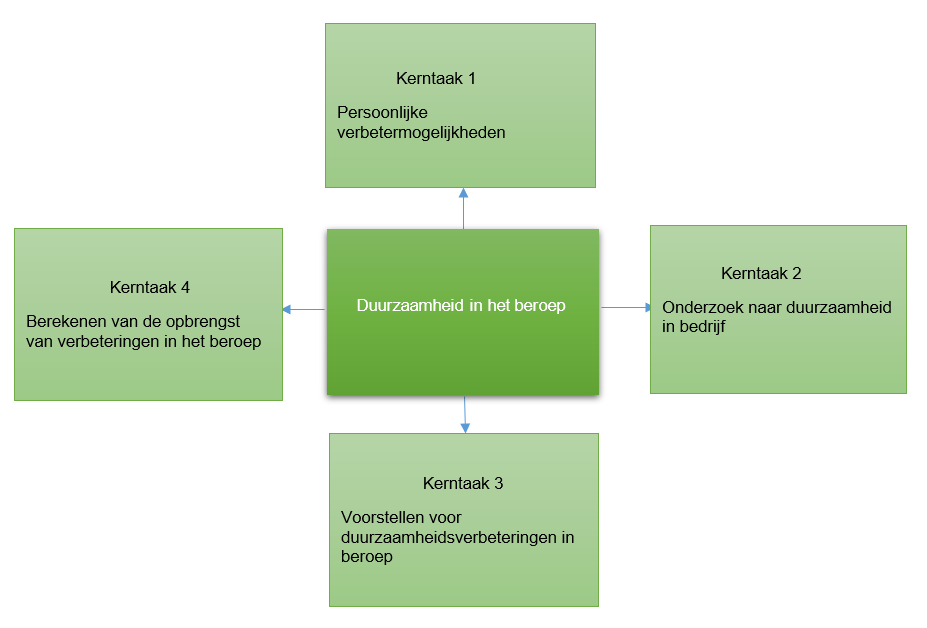 Kerntaak 1
Persoonlijke
verbetermogelijkheden
Kerntaak 4
Berekenen van de opbrengst
van verbeteringen in het beroep
Duurzaamheid in het beroep
Kerntaak 2
Onderzoek naar duurzaamheid
in bedrijf
Kerntaak 3
Voorstellen voor
duurzaamheidsverbeteringen in
beroep